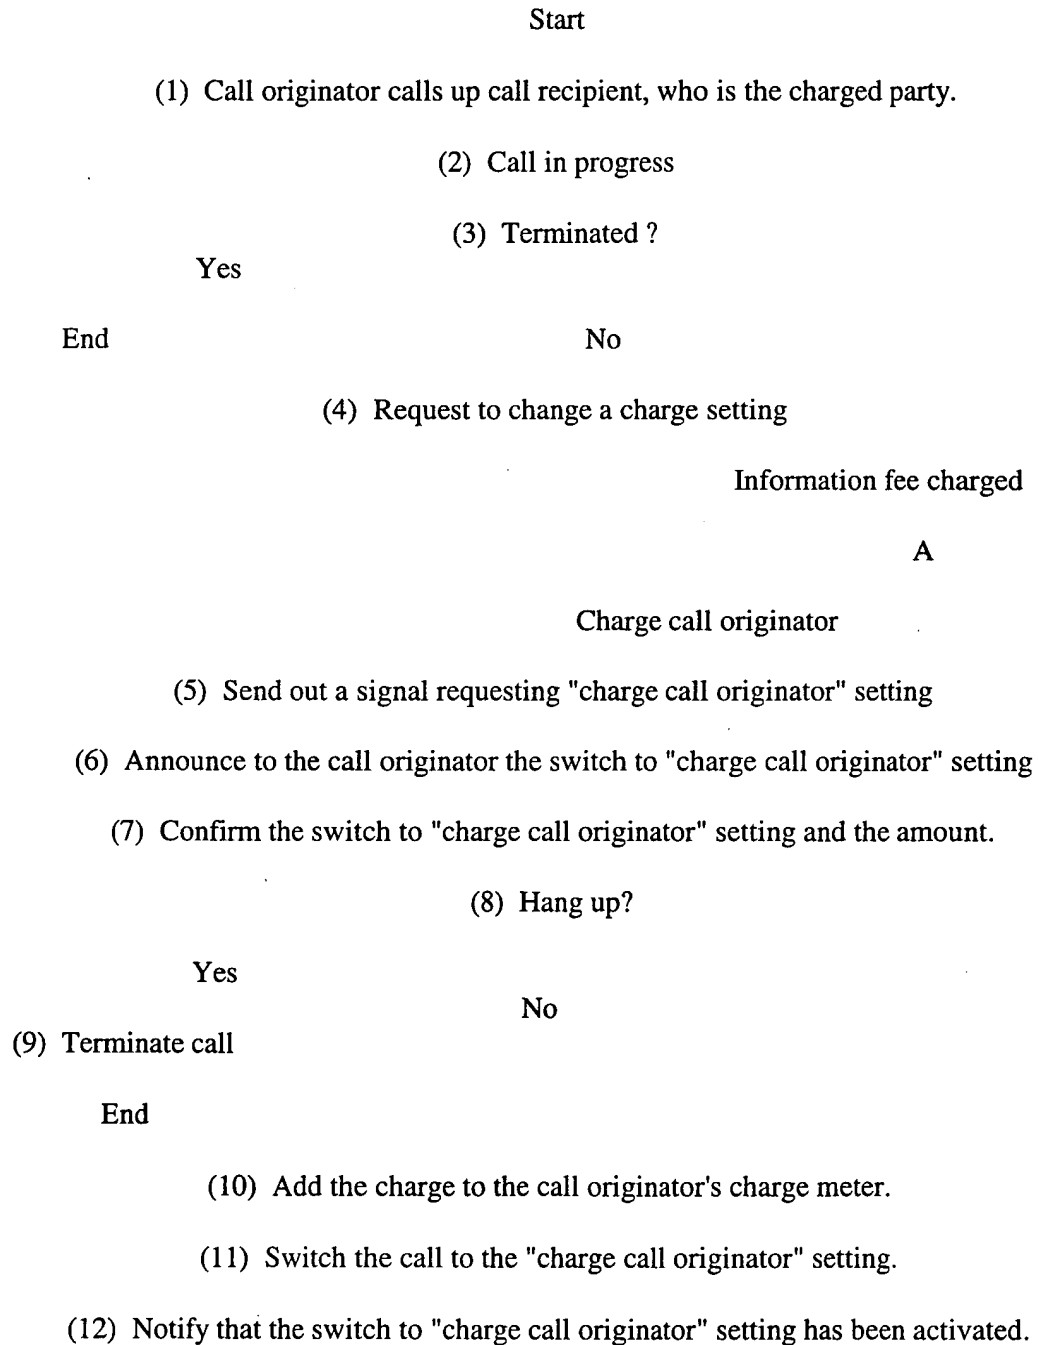 Start
(1) Call originator calls up call recipient, who is the charged party.
(2) Call in progress
(3) Terminated ?
Yes
End
No
(4) Request to change a charge setting
Information fee charged
A
Charge call originator
(5) Send out a signal requesting "charge call originator" setting
(6) Announce to the call originator the switch to "charge call originator" setting
(7) Confirm the switch to "charge call originator" setting and the amount.
(8) Hang up?
Yes
No
(9) Terminate call
End
(10) Add the charge to the call originator's charge meter.
(11) Switch the call to the "charge call originator" setting.
(12) Notify that the switch to "charge call originator" setting has been activated.